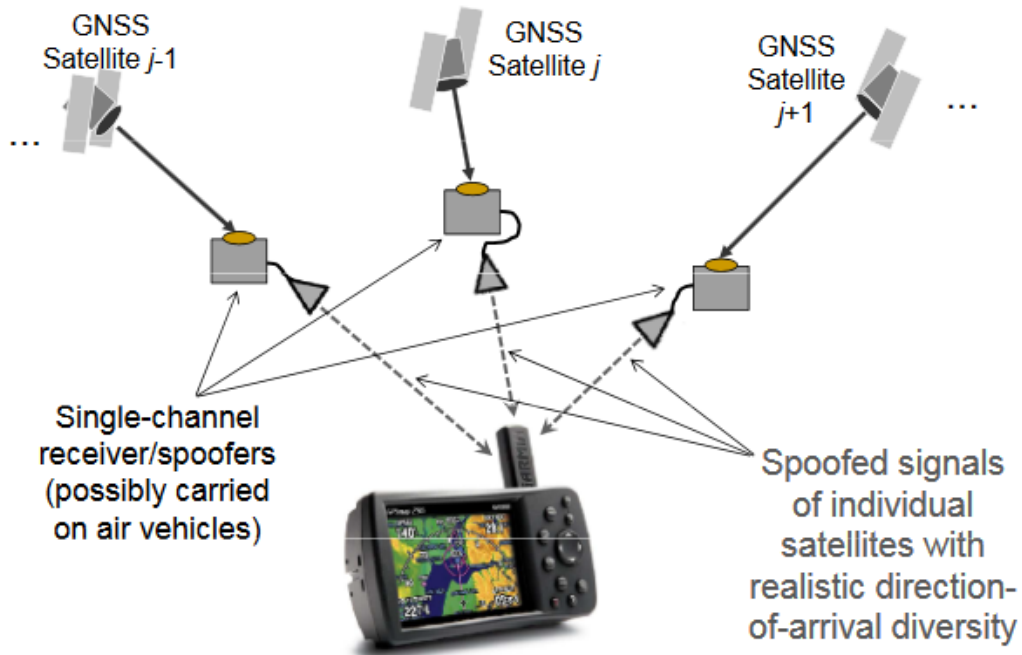 GNSS
Satellite j-1
GNSS
Satellite j
GNSS
Satellite
j+1
...
...
Single-channel
receiver/spoofers
(possibly carried
on air vehicles)
Spoofed signals
of individual
satellites with
realistic direction-
of-arrival diversity